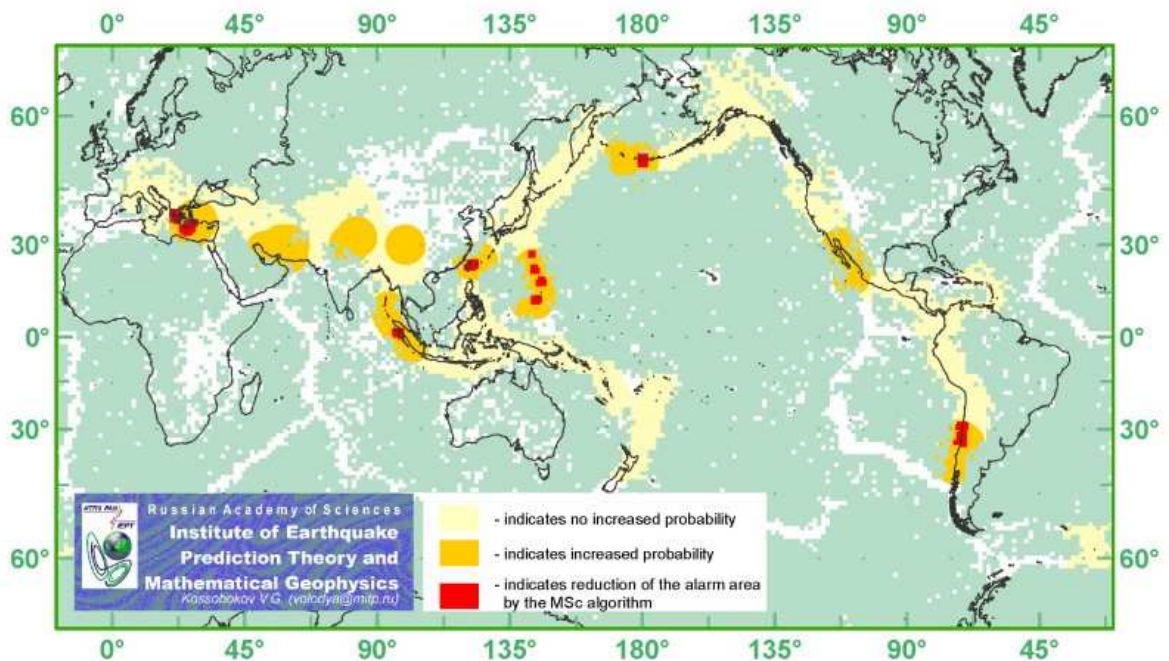 0° 45° 90° 135° 180° 135° 90° 45°
60° 60°
30° 30°
0° 0°
30° 30°
60° 60°
Russian Academy of Sciences
Institute of Earthquake
Prediction Theory and
Mathematical Geophysics
Kossobokov V.G. (volodya@mitp.ru)
- indicates no increased probability
- indicates increased probability
- indicates reduction of the alarm area
by the MSc algorithm
0° 45° 90° 135° 180° 135° 90° 45°